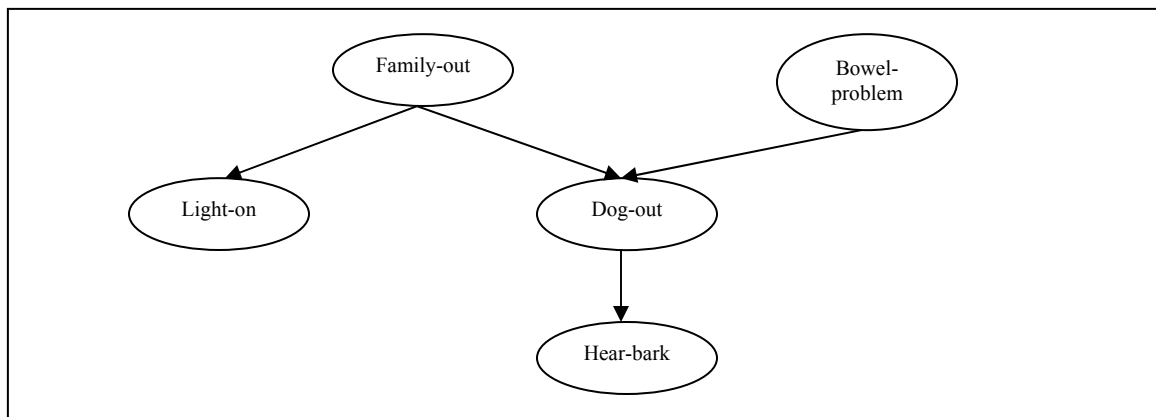 Family-out
Bowel-
problem
Light-on
Dog-out
Hear-bark